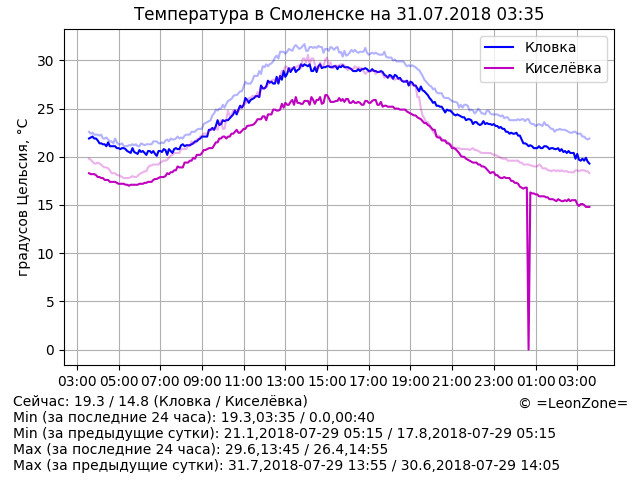 Температура в Смоленске на 31.07.2018 03:35
Кловка
Киселёвка
градусов Цельсия, °C
30
25
20
15
10
5
0
03:00 05:00 07:00 09:00 11:00 13:00 15:00 17:00 19:00 21:00 23:00 01:00 03:00
Сейчас: 19.3 / 14.8 (Кловка / Киселёвка)
© =LeonZone=
Min (за последние 24 часа): 19.3,03:35 / 0.0,00:40
Min (за предыдущие сутки): 21.1,2018-07-29 05:15 / 17.8,2018-07-29 05:15
Max (за последние 24 часа): 29.6,13:45 / 26.4,14:55
Max (за предыдущие сутки): 31.7,2018-07-29 13:55 / 30.6,2018-07-29 14:05